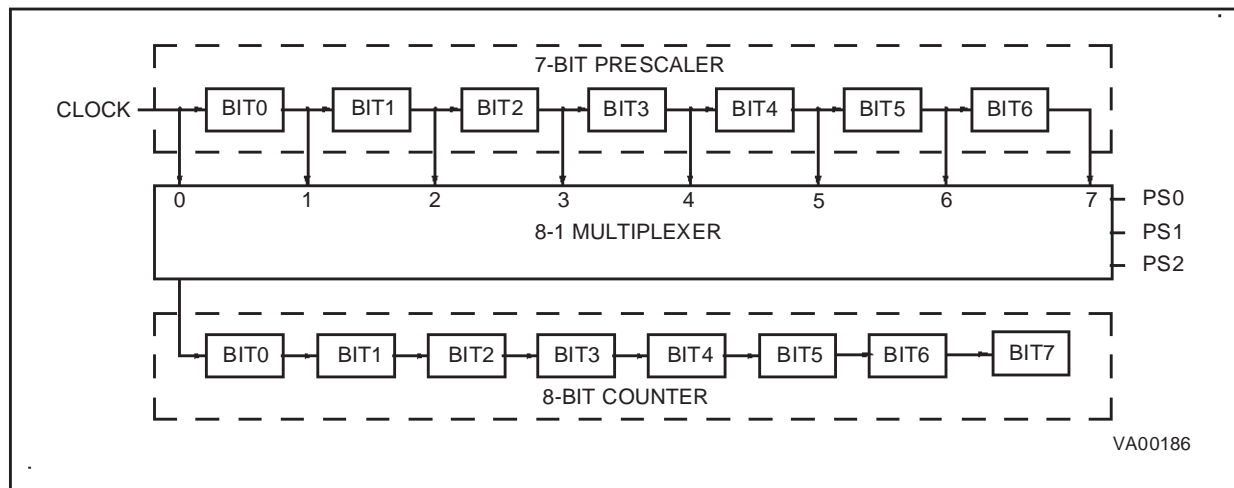 7-BIT PRESCALER
CLOCK BIT0 BIT1 BIT2 BIT3 BIT4 BIT5 BIT6
0 1 2 3 4 5 6 7 PS0
8-1 MULTIPLEXER PS1
PS2
BIT0 BIT1 BIT2 BIT3 BIT4 BIT5 BIT6 BIT7
8-BIT COUNTER
VA00186